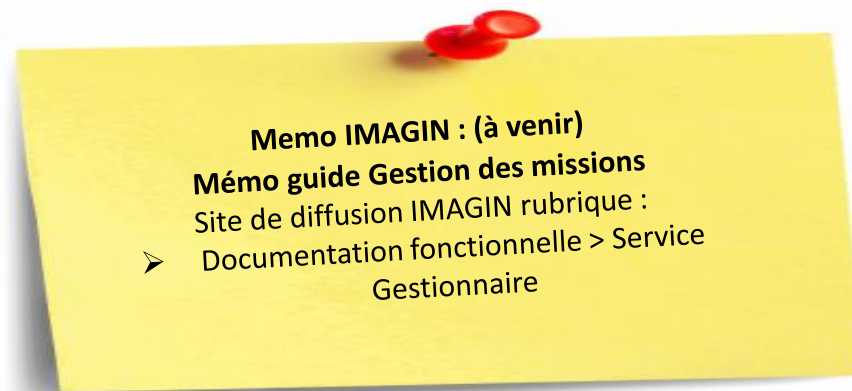 Memo IMAGIN : (à venir)
Mémo guide Gestion des missions
Site de diffusion IMAGIN rubrique :
➢ Documentation fonctionnelle > Service
Gestionnaire